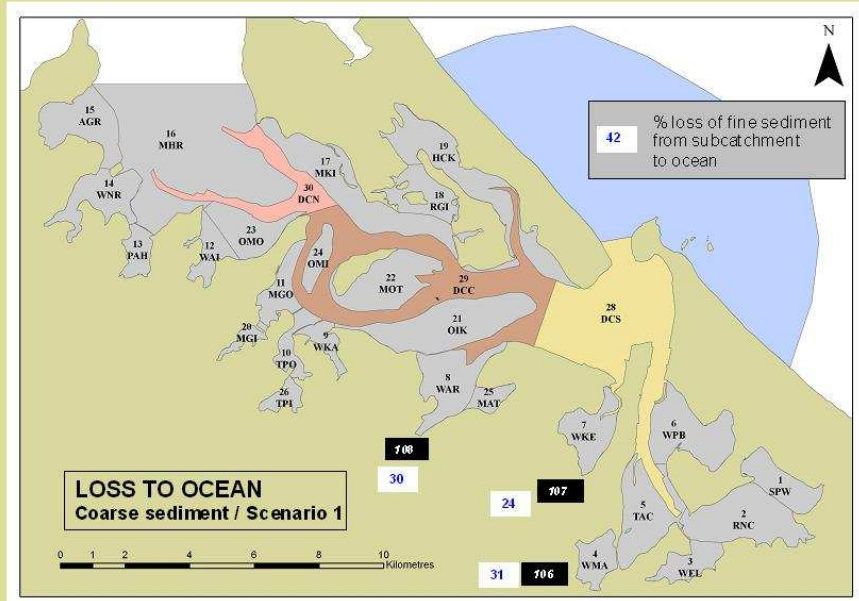 N
42
% loss of fine sediment
from subcatchment
to ocean
15
AGR
16
MHR
17
MKI
19
HCK
14
WNR
30
DCN
18
RGI
13
PAH
12
WAI
23
OMO
24
OMI
22
MOT
29
DCC
11
MGO
28
DCS
21
OIK
20
MGI
9
WKA
10
TPO
26
TPI
8
WAR
25
MAT
7
WKE
6
WPB
108
30
107
24
LOSS TO OCEAN
Coarse sediment / Scenario 1
1
SPW
5
TAC
2
RNC
4
WMA
3
WEL
31
106
0 1 2 4 6 8 10
Kilometres